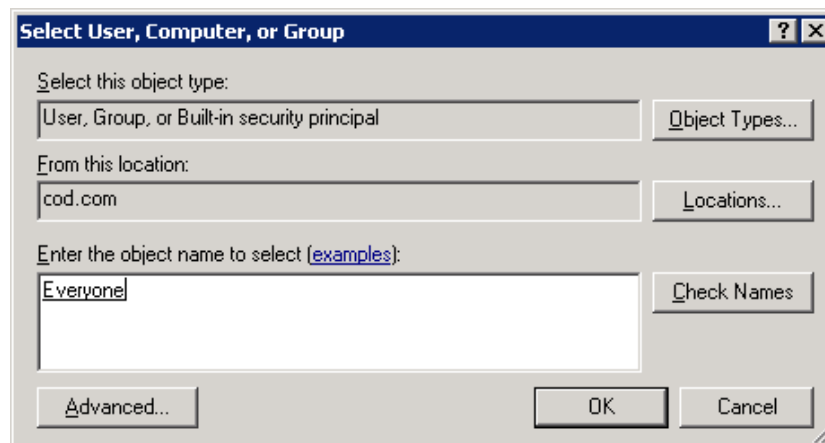 Select User, Computer, or Group
Select this object type:
User, Group, or Built-in security principal
Object Types...
From this location:
cod.com
Locations...
Enter the object name to select (examples):
Everyone
Check Names
Advanced...
OK
Cancel